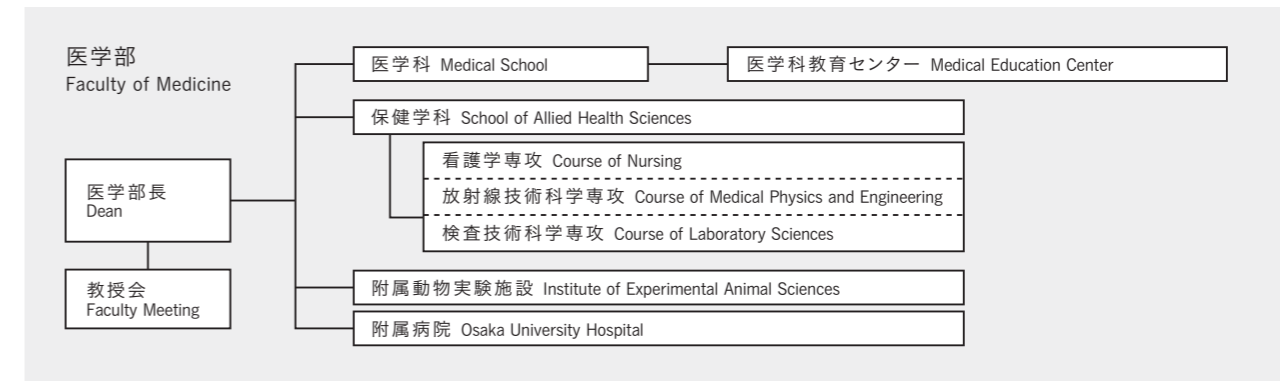 医学部
Faculty of Medicine
医学部長
Dean
教授会
Faculty Meeting
医学科 Medical School
医学科教育センター Medical Education Center
保健学科 School of Allied Health Sciences
看護学専攻 Course of Nursing
放射線技術科学専攻 Course of Medical Physics and Engineering
検査技術科学専攻 Course of Laboratory Sciences
附属動物実験施設 Institute of Experimental Animal Sciences
附属病院 Osaka University Hospital